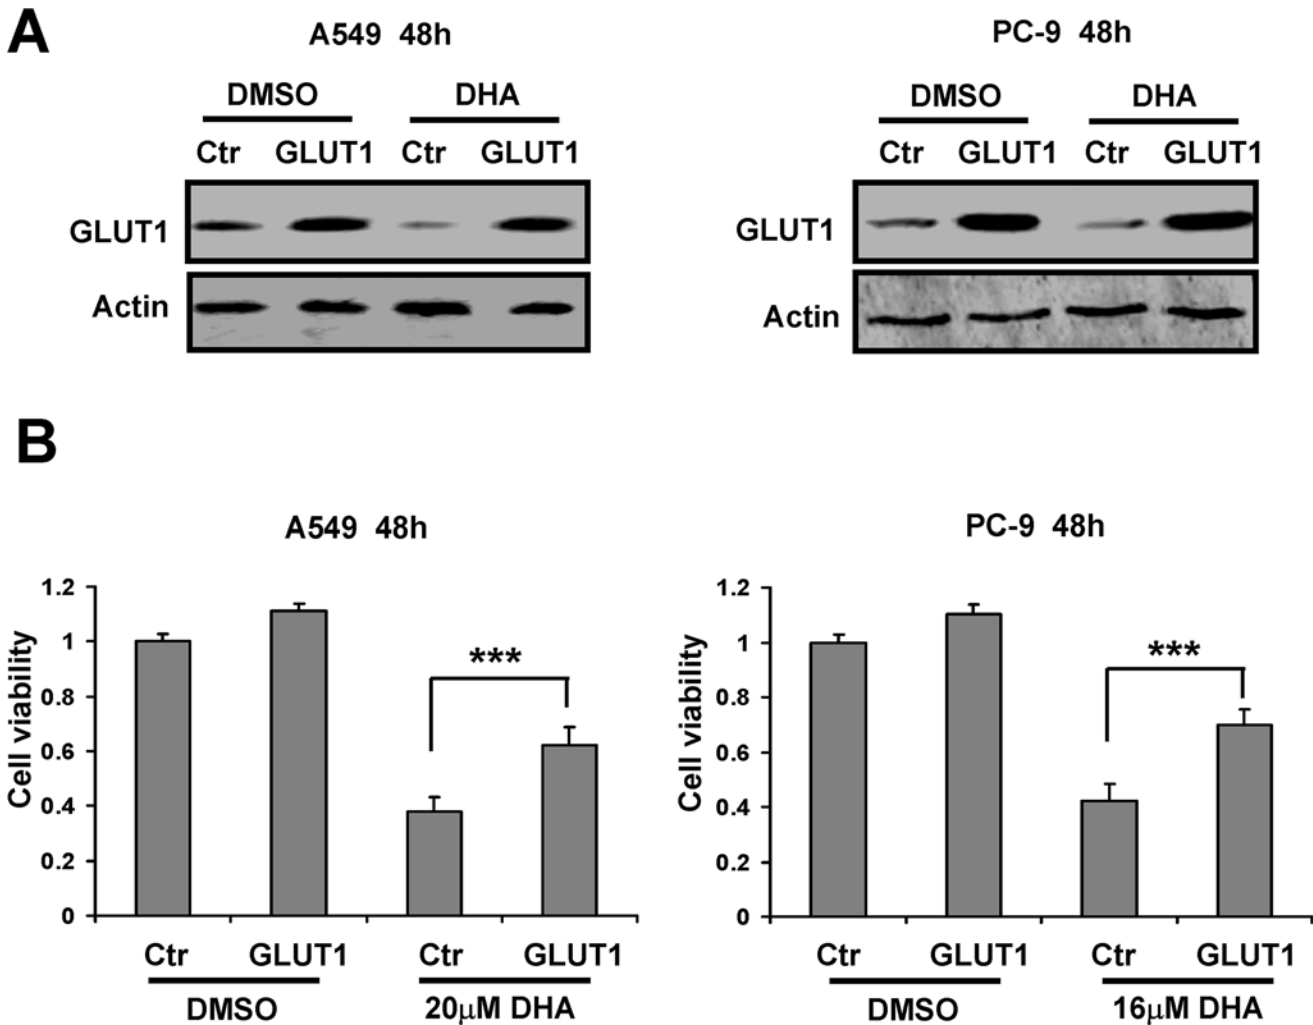 A
A549 48h
DMSO DHA
Ctr GLUT1 Ctr GLUT1
GLUT1
Actin
PC-9 48h
DMSO DHA
Ctr GLUT1 Ctr GLUT1
GLUT1
Actin
B
A549 48h
Cell viability
1.2
1
0.8
0.6
0.4
0.2
0
***
Ctr GLUT1 Ctr GLUT1
DMSO 20μM DHA
PC-9 48h
Cell viability
1.2
1
0.8
0.6
0.4
0.2
0
***
Ctr GLUT1 Ctr GLUT1
DMSO 16μM DHA